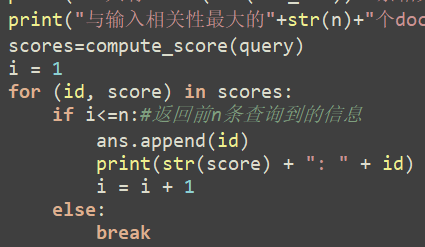 print("与输入相关性最大的"+str(n)+"个doc
scores=compute_score(query)
i = 1
for (id, score) in scores:
    if i<=n:#返回前n条查询到的信息
        ans.append(id)
        print(str(score) + ": " + id)
        i = i + 1
    else:
        break